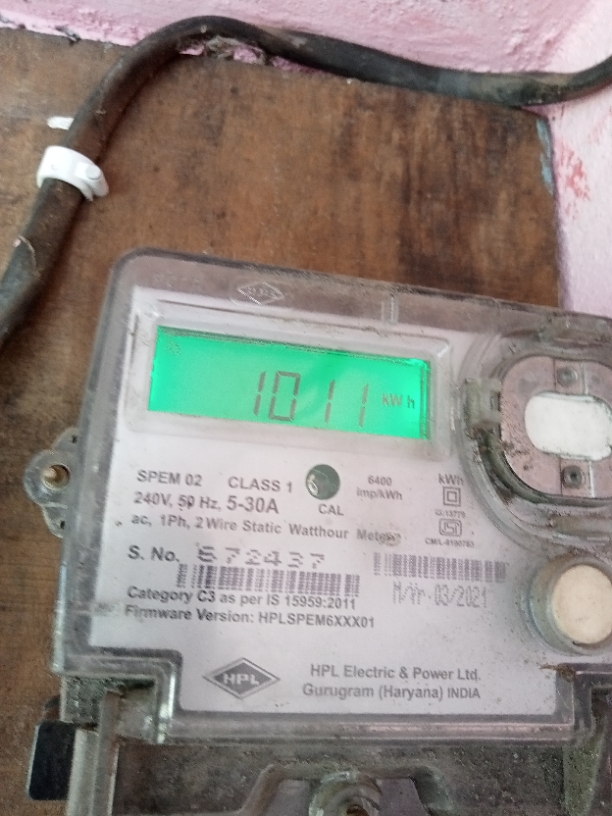 1011 kWh
SPEM 02 CLASS 1
6400
imp/kWh
kWh
240V, 50 Hz, 5-30A
CAL
ac, 1Ph, 2 Wire Static Watthour Meter
S. No. 672437
M/Yr-03/2021
Category C3 as per IS 15959:2011
Firmware Version: HPLSPEM6XXX01
HPL
HPL Electric & Power Ltd.
Gurugram (Haryana) INDIA